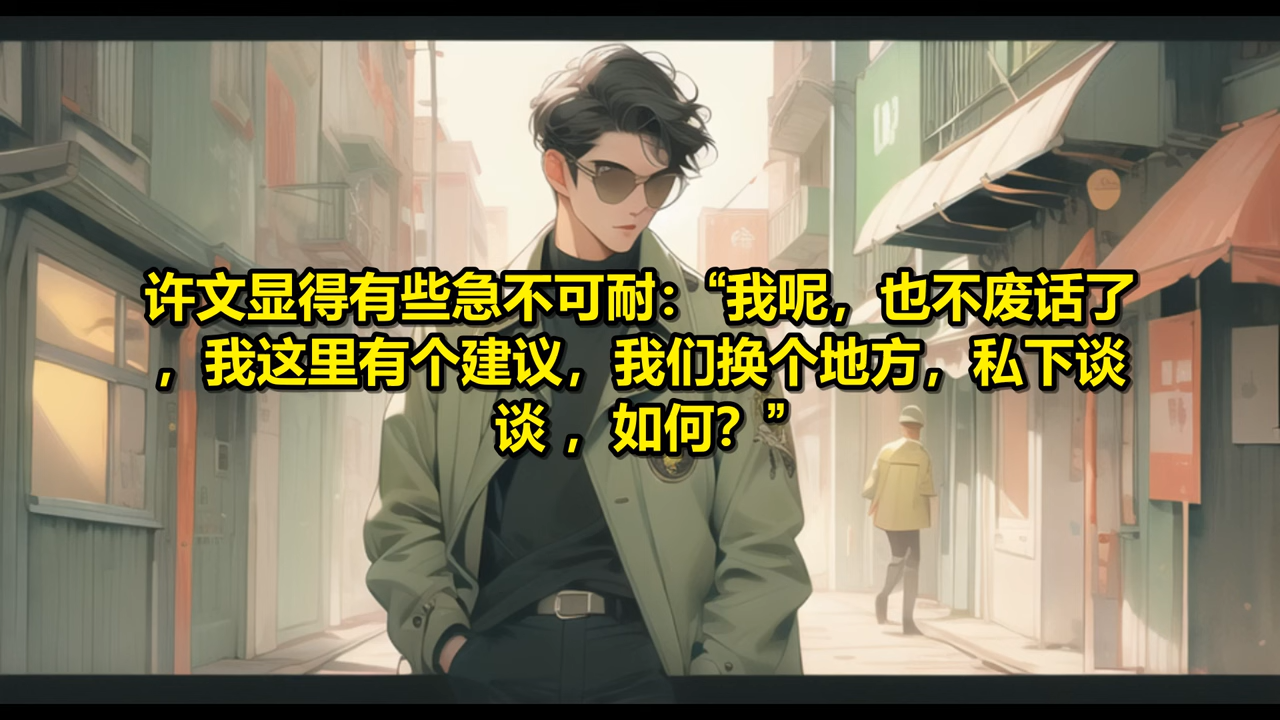 许文显得有些急不可耐：“我呢，也不废话了
，我这里有个建议，我们换个地方，私下谈
谈 ，如何？”